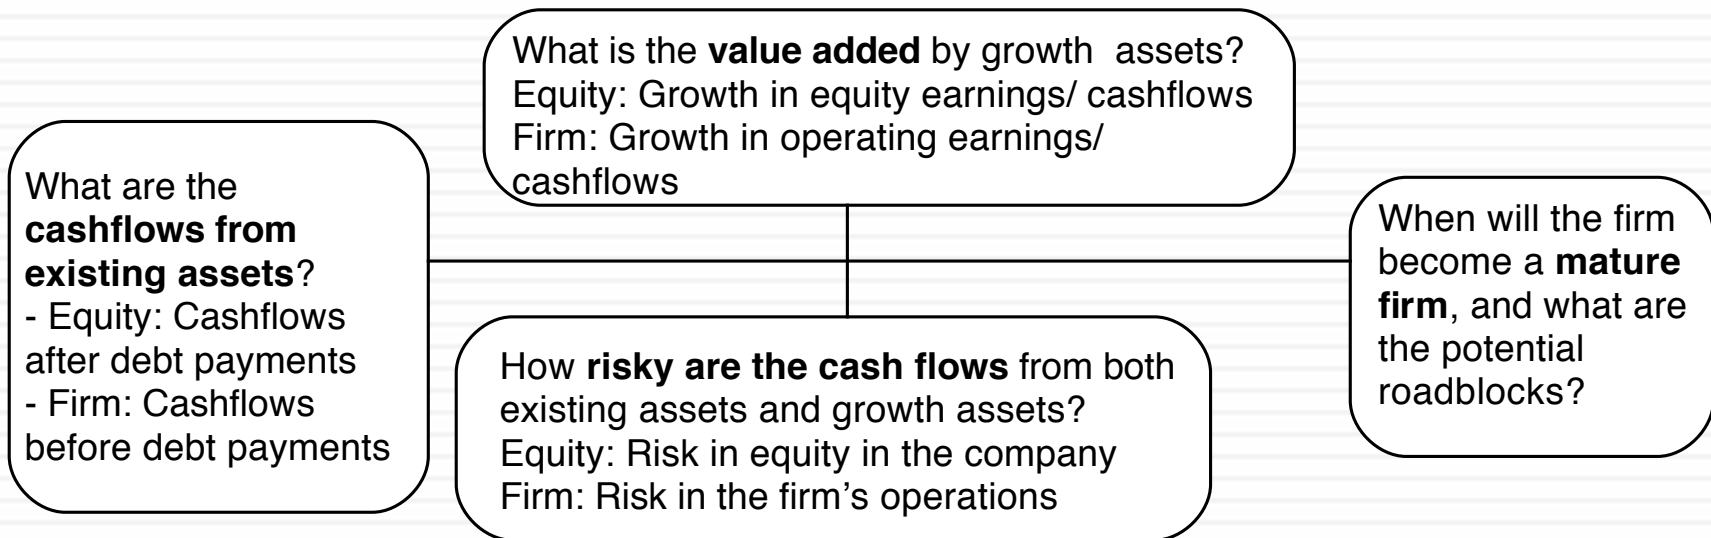 What is the value added by growth assets?
Equity: Growth in equity earnings/ cashflows
Firm: Growth in operating earnings/
cashflows
What are the
cashflows from
existing assets?
- Equity: Cashflows
after debt payments
- Firm: Cashflows
before debt payments
How risky are the cash flows from both
existing assets and growth assets?
Equity: Risk in equity in the company
Firm: Risk in the firm's operations
When will the firm
become a mature
firm, and what are
the potential
roadblocks?